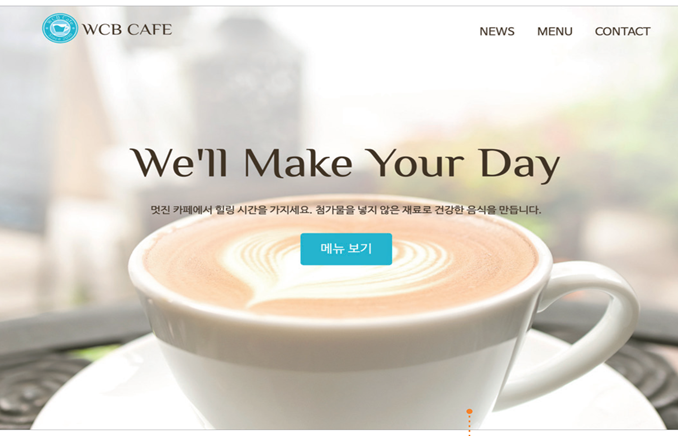 WCB CAFE
NEWS MENU CONTACT
We'll Make Your Day
멋진 카페에서 힐링 시간을 가지세요. 첨가물을 넣지 않은 재료로 건강한 음식을 만듭니다.
메뉴 보기